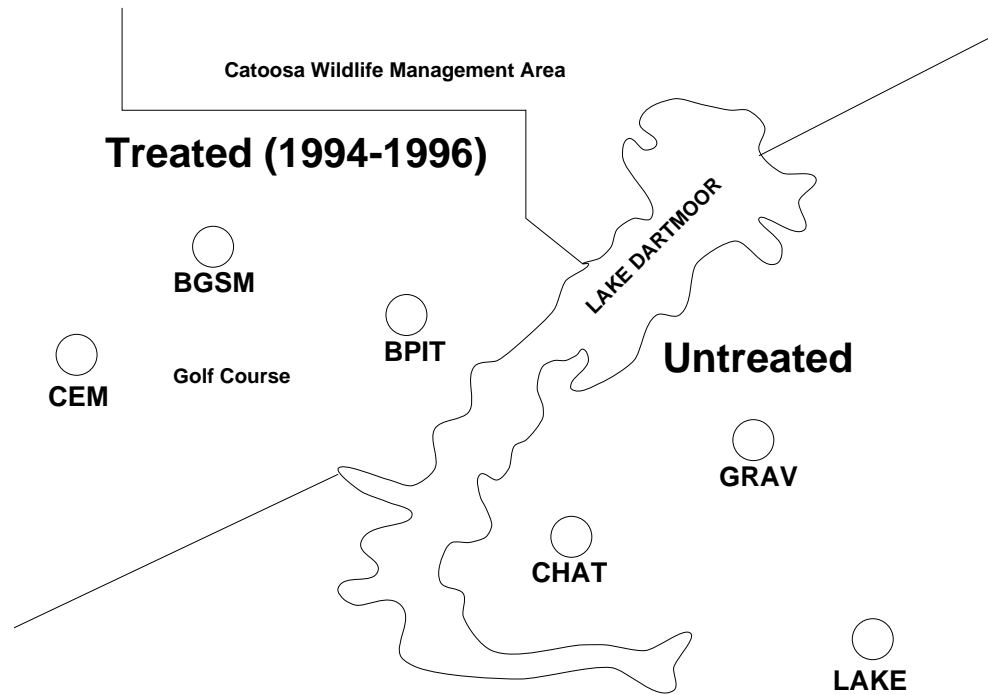 Catoosa Wildlife Management Area
Treated (1994-1996)
LAKE DARTMOOR
BGSM
BPIT
Untreated
CEM
Golf Course
GRAV
CHAT
LAKE